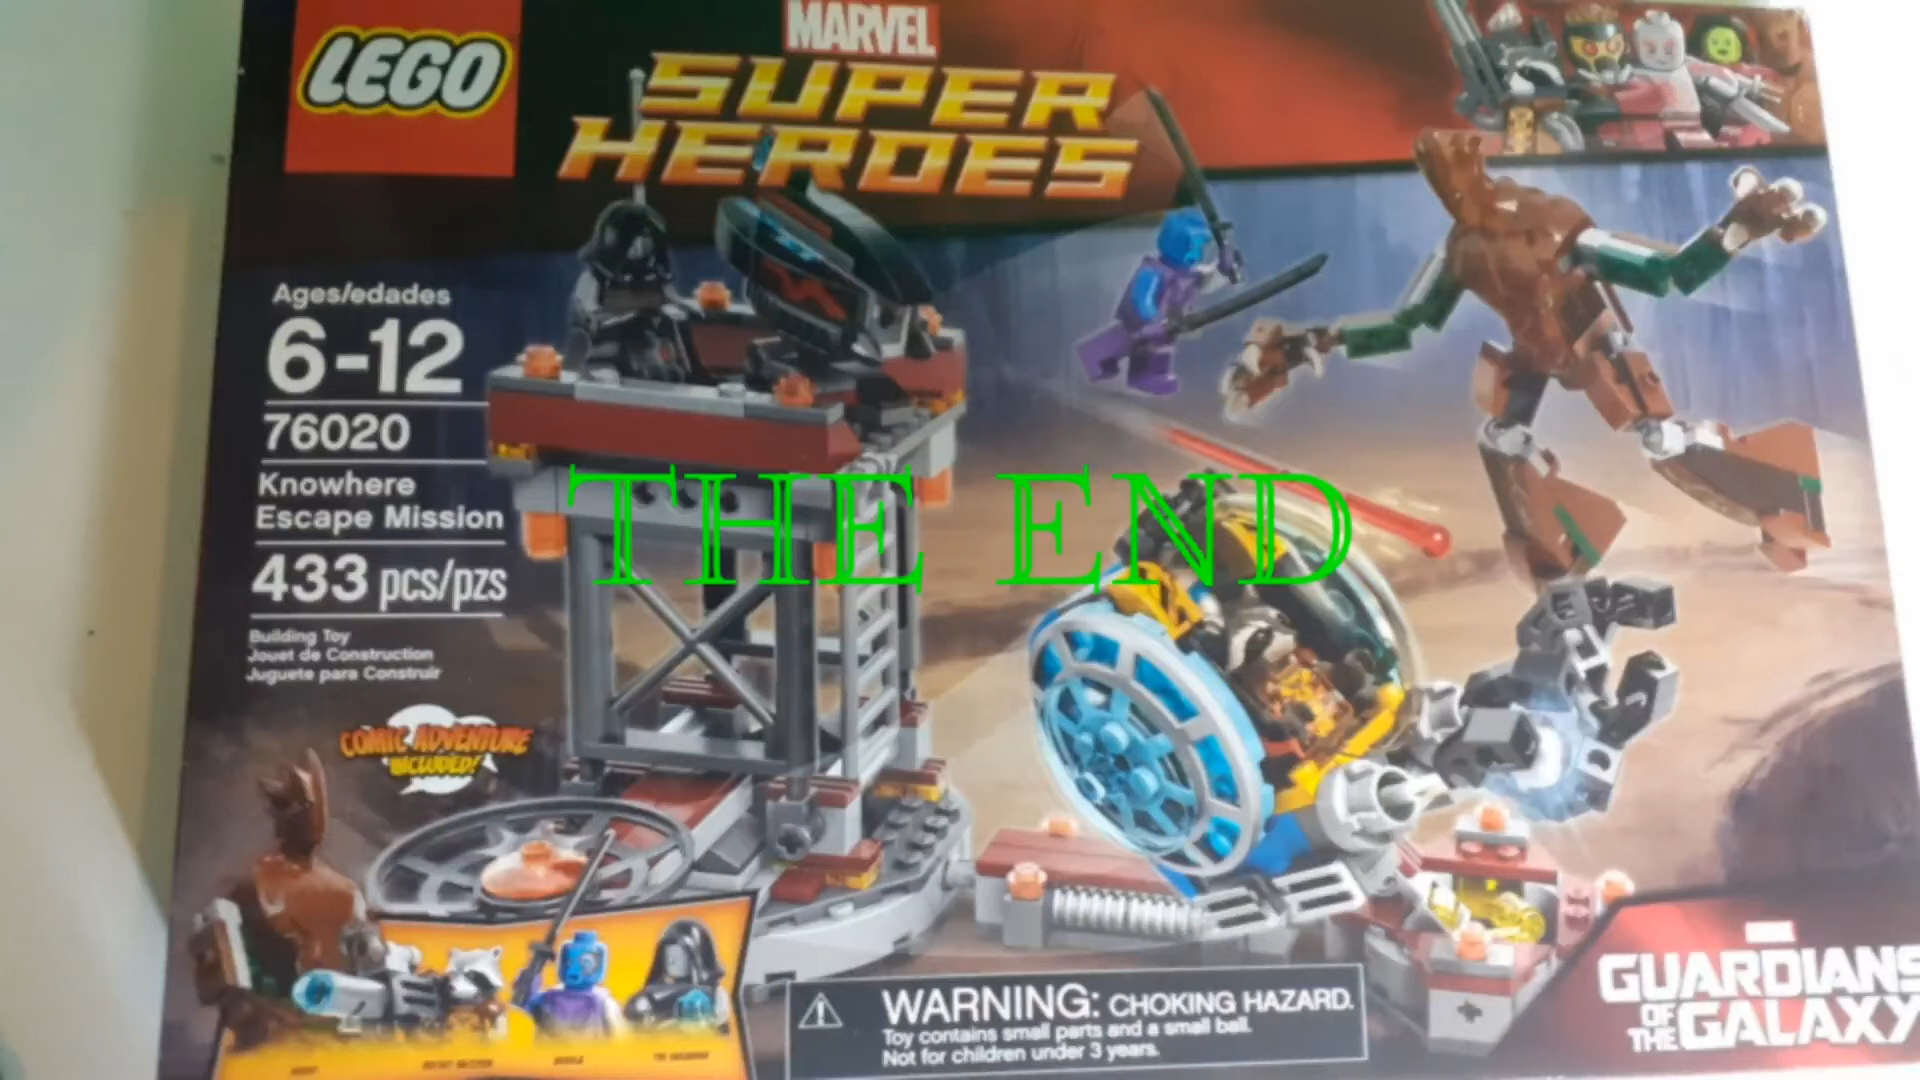 LEGO
MARVEL
SUPER
HEROES
Ages/edades
6-12
76020
Knowhere
Escape Mission
433 pcs/pzs
Building Toy
Jouet de Construction
Juguete para Construir
COMIC ADVENTURE
INCLUDED!
THE END
WARNING: CHOKING HAZARD.
Toy contains small parts and a small ball.
Not for children under 3 years.
GUARDIANS
OF
THE GALAXY